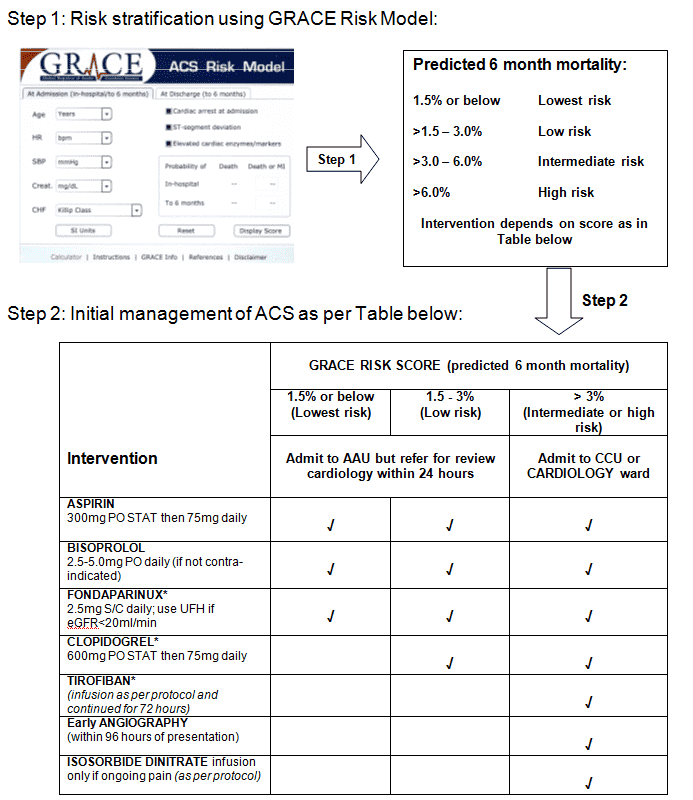 Step 1: Risk stratification using GRACE Risk Model:
GRACE
ACS Risk Model
At Admission (in-hospital/to 6 months)
At Discharge (to 6 months)
Age
Years
HR
bpm
SBP
mmHg
Creat.
mg/dL
CHF
Killip Class
SI Units
Cardiac arrest at admission
ST-segment deviation
Elevated cardiac enzymes/markers
Probability of Death Death or MI
In-hospital -- --
To 6 months -- --
Reset
Display Score
Calculator | Instructions | GRACE Info | References | Disclaimer
Step 1
Predicted 6 month mortality:
1.5% or below Lowest risk
>1.5 – 3.0% Low risk
>3.0 – 6.0% Intermediate risk
>6.0% High risk
Intervention depends on score as in
Table below
Step 2
Step 2: Initial management of ACS as per Table below:
Intervention
GRACE RISK SCORE (predicted 6 month mortality)
1.5% or below
(Lowest risk)
1.5 - 3%
(Low risk)
> 3%
(Intermediate or high
risk)
Admit to AAU but refer for review
cardiology within 24 hours
Admit to CCU or
CARDIOLOGY ward
ASPIRIN
300mg PO STAT then 75mg daily
√ √ √
BISOPROLOL
2.5-5.0mg PO daily (if not contra-
indicated)
√ √ √
FONDAPARINUX*
2.5mg S/C daily; use UFH if
eGFR<20ml/min
√ √ √
CLOPIDOGREL*
600mg PO STAT then 75mg daily
√ √
TIROFIBAN*
(infusion as per protocol and
continued for 72 hours)
√
Early ANGIOGRAPHY
(within 96 hours of presentation)
√
ISOSORBIDE DINITRATE infusion
only if ongoing pain (as per protocol)
√